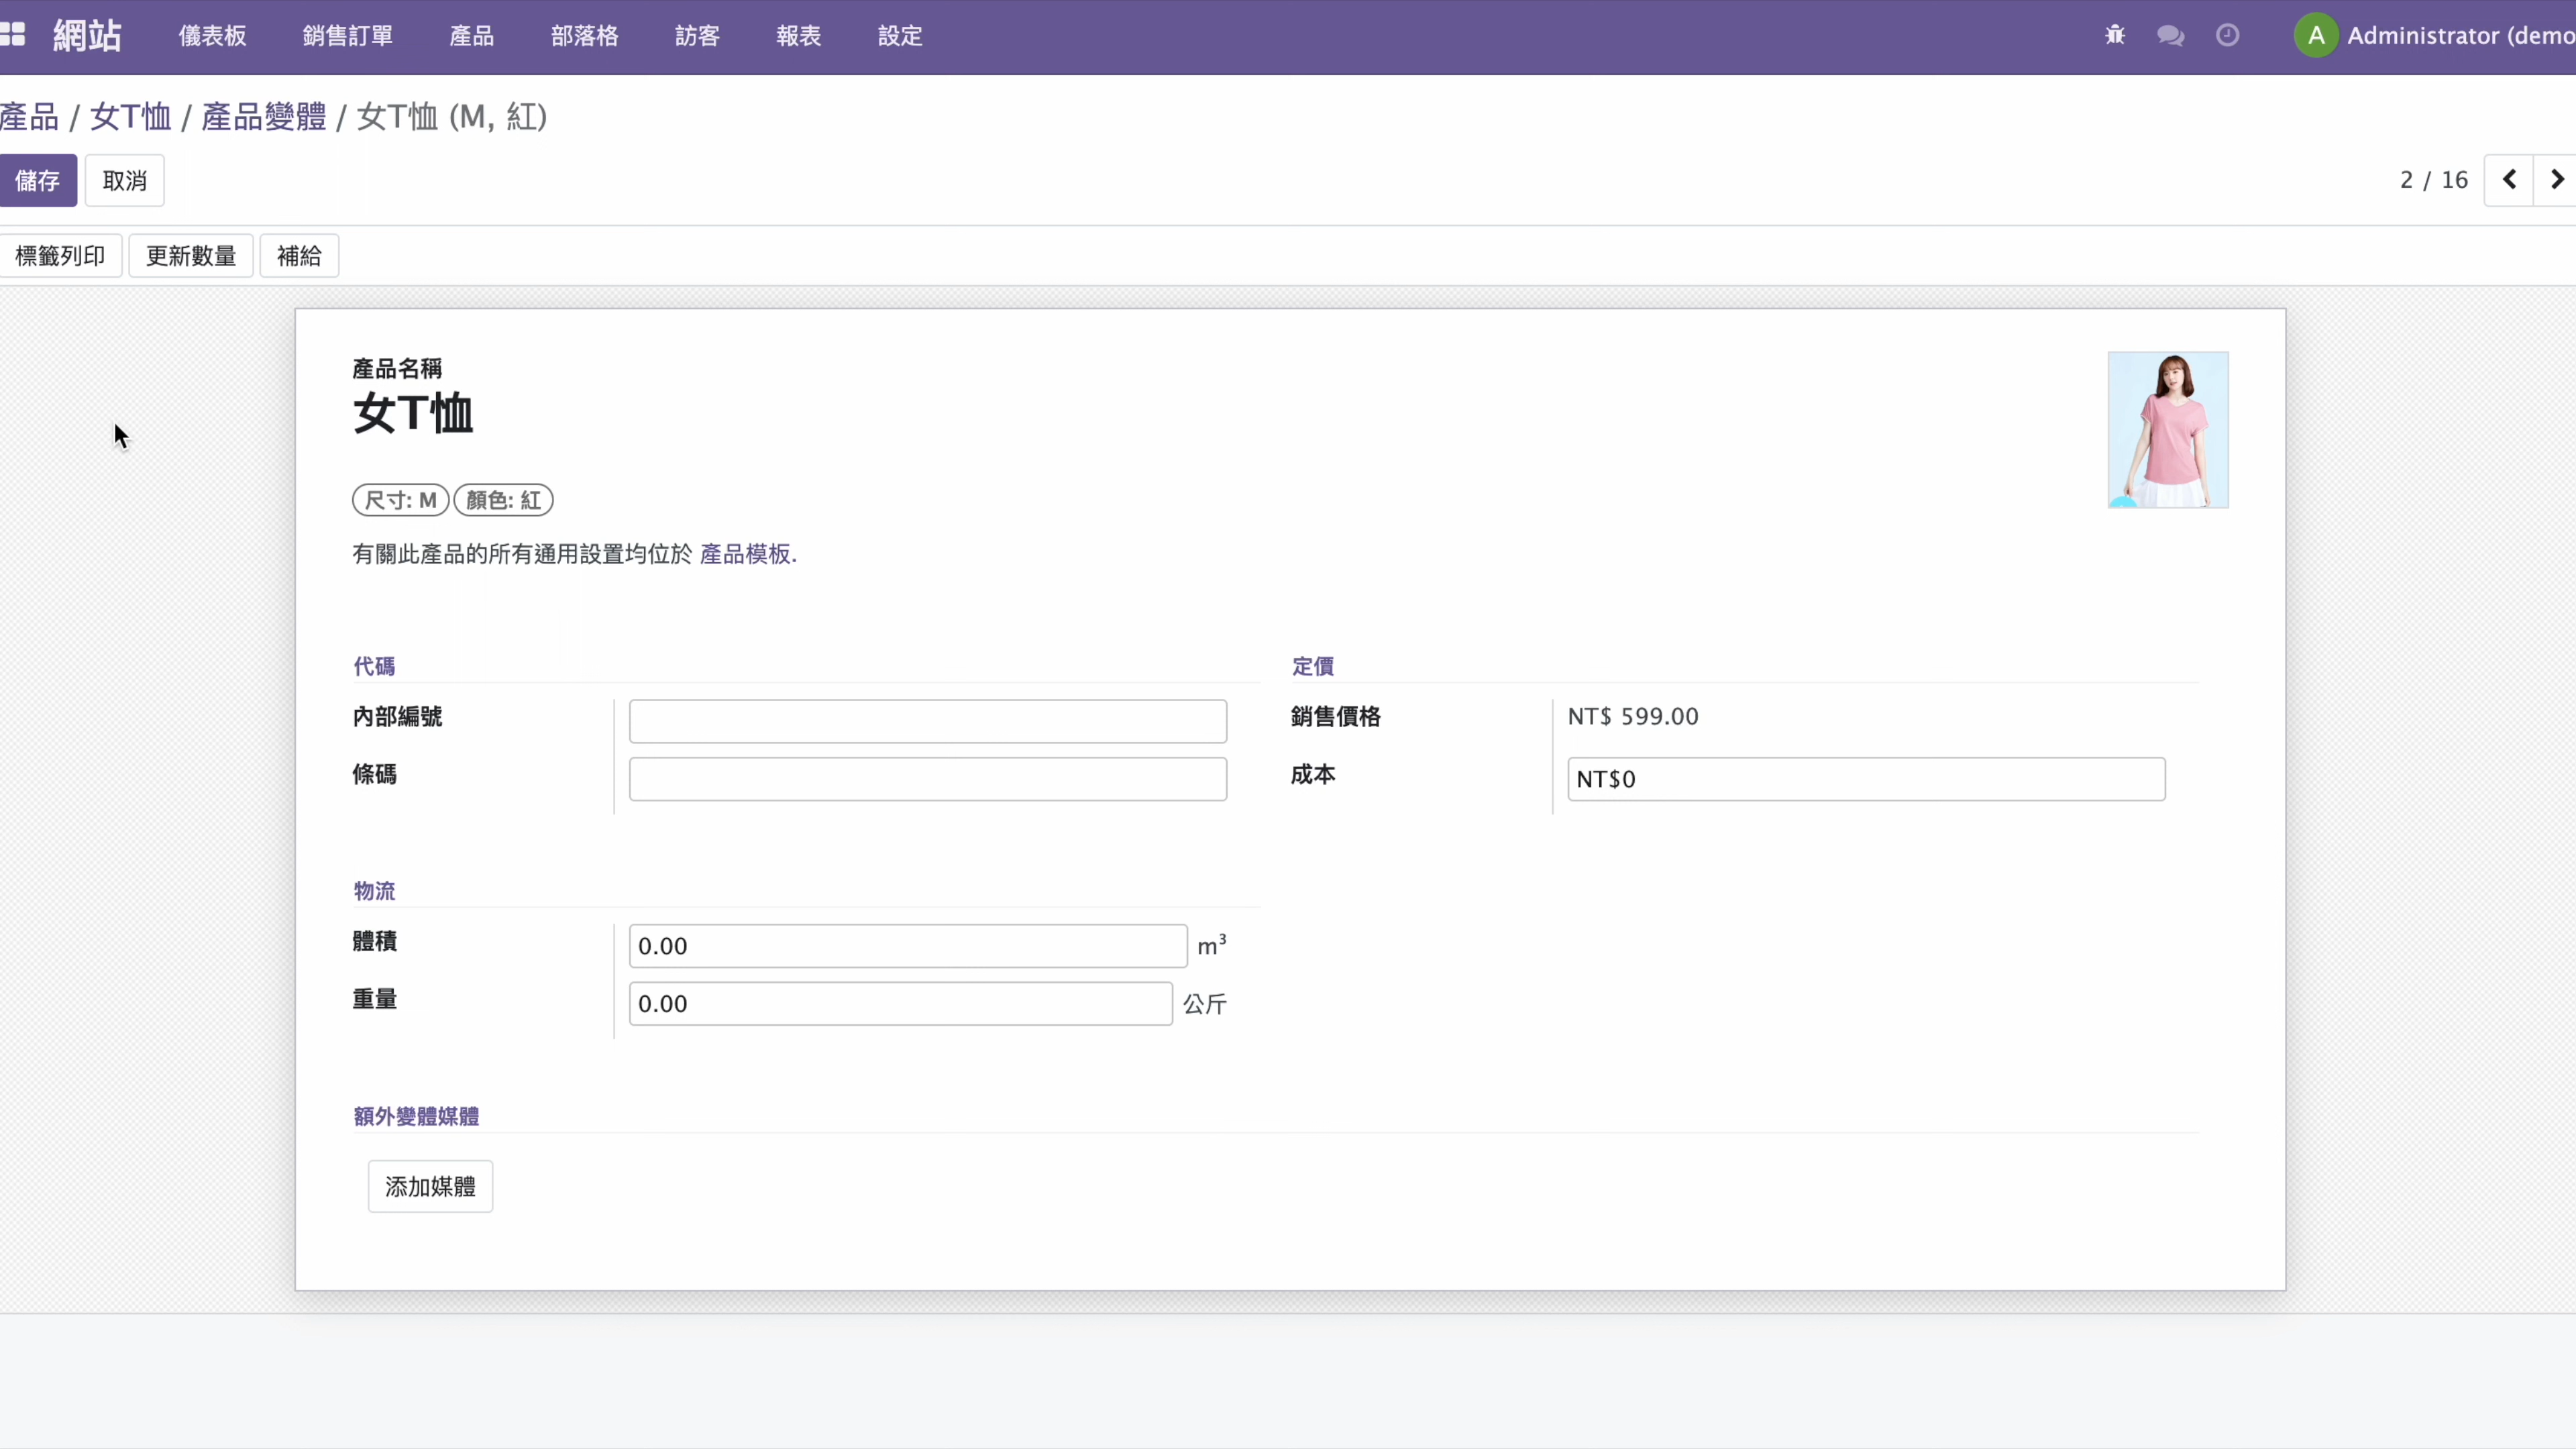 網站 儀表板 銷售訂單 產品 部落格 訪客 報表 設定 A Administrator (demo
產品 / 女T恤 / 產品變體 / 女T恤 (M, 紅)
儲存 取消 2 / 16
標籤列印 更新數量 補給
產品名稱
女T恤
尺寸: M 顏色: 紅
有關此產品的所有通用設置均位於 產品模板.
代碼 定價
內部編號 銷售價格 NT$ 599.00
條碼 成本 NT$0
物流
體積 0.00 m³
重量 0.00 公斤
額外變體媒體
添加媒體